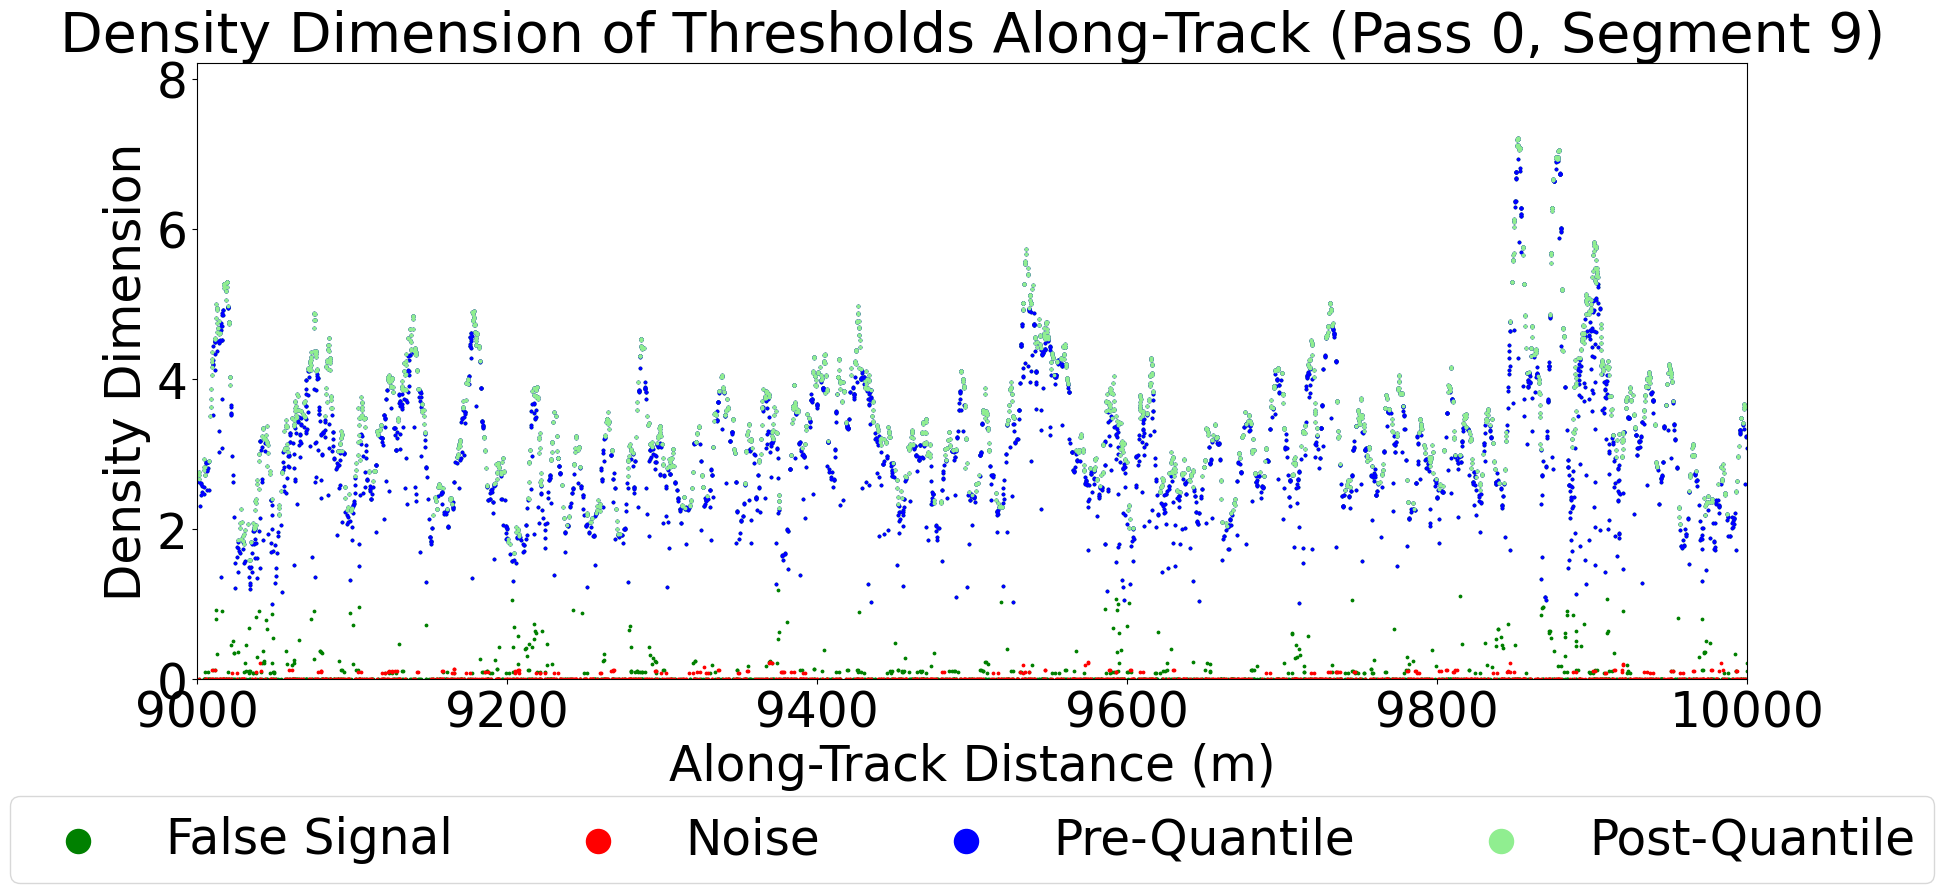 Density Dimension of Thresholds Along-Track (Pass 0, Segment 9)
8
6
4
2
0
Density Dimension
9000 9200 9400 9600 9800 10000
Along-Track Distance (m)
False Signal Noise Pre-Quantile Post-Quantile